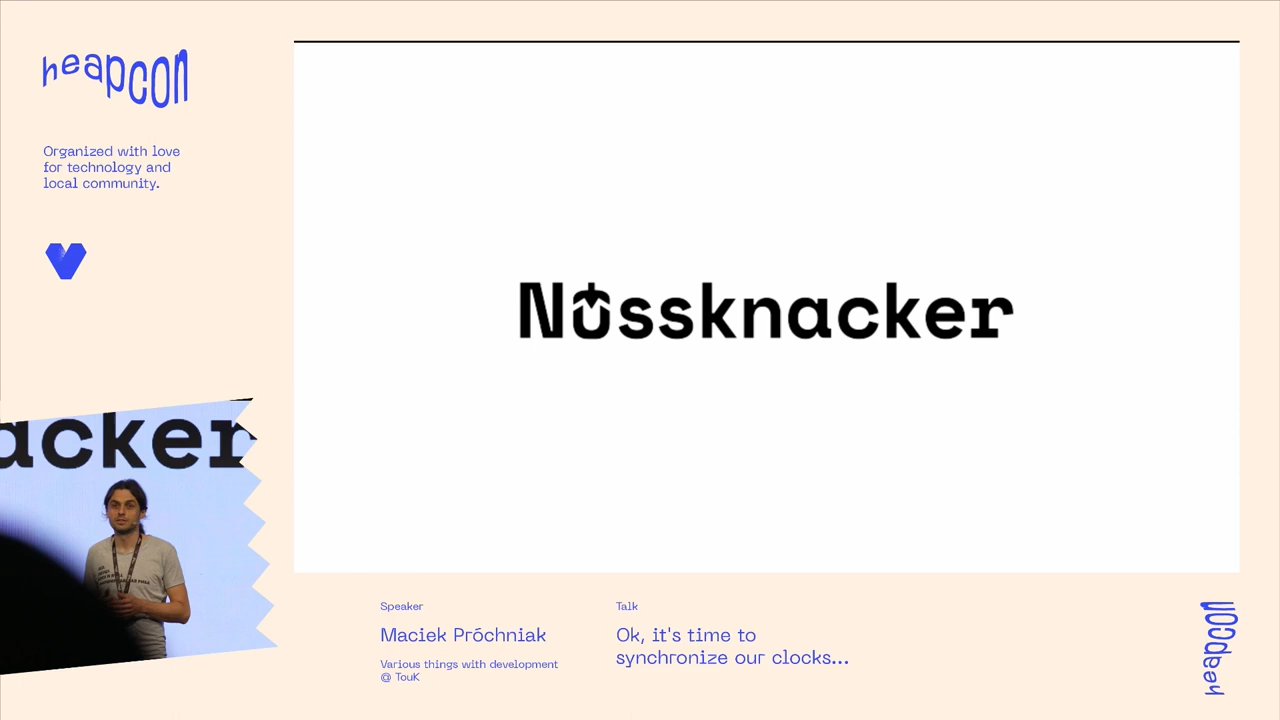 heapcon
Organized with love
for technology and
local community.
Nussknacker
acker
Speaker
Maciek Próchniak
Various things with development
@ TouK
Talk
Ok, it's time to
synchronize our clocks...
heapcon